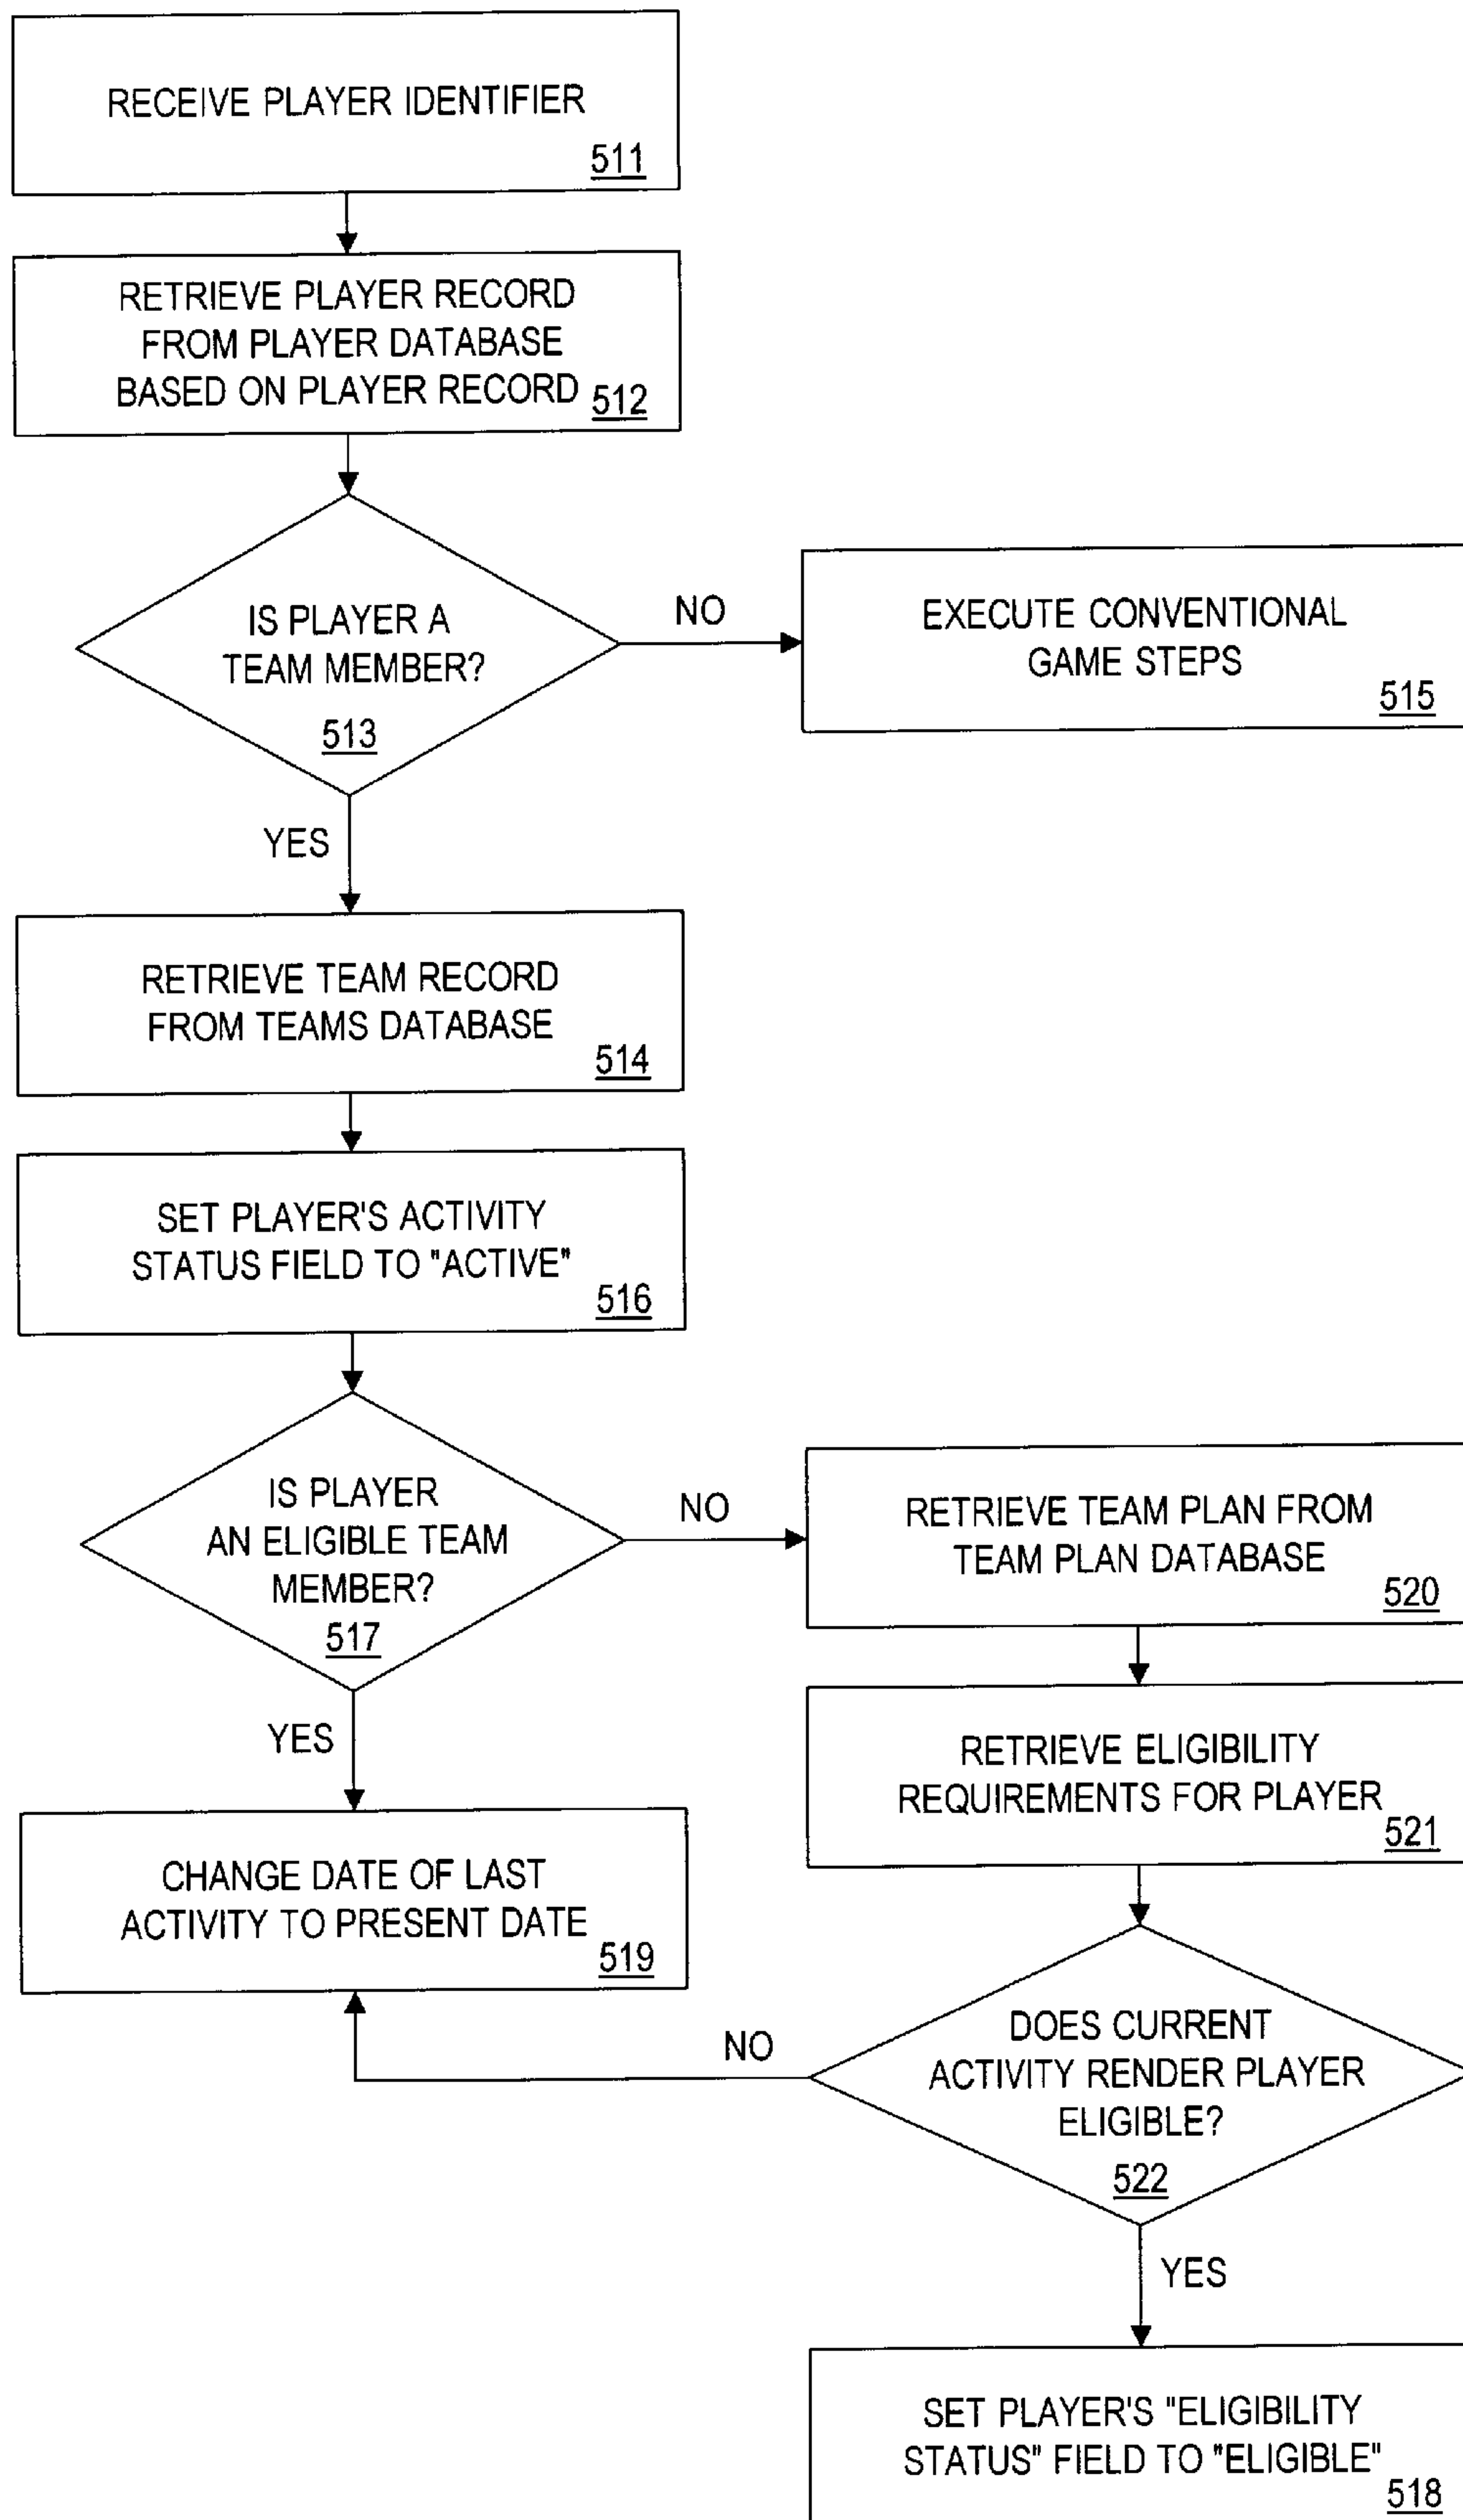 RECEIVE PLAYER IDENTIFIER
511
RETRIEVE PLAYER RECORD
FROM PLAYER DATABASE
BASED ON PLAYER RECORD
512
IS PLAYER A
TEAM MEMBER?
513
NO
EXECUTE CONVENTIONAL
GAME STEPS
515
YES
RETRIEVE TEAM RECORD
FROM TEAMS DATABASE
514
SET PLAYER'S ACTIVITY
STATUS FIELD TO "ACTIVE"
516
IS PLAYER
AN ELIGIBLE TEAM
MEMBER?
517
NO
RETRIEVE TEAM PLAN FROM
TEAM PLAN DATABASE
520
YES
RETRIEVE ELIGIBILITY
REQUIREMENTS FOR PLAYER
521
CHANGE DATE OF LAST
ACTIVITY TO PRESENT DATE
519
NO
DOES CURRENT
ACTIVITY RENDER PLAYER
ELIGIBLE?
522
YES
SET PLAYER'S "ELIGIBILITY
STATUS" FIELD TO "ELIGIBLE"
518